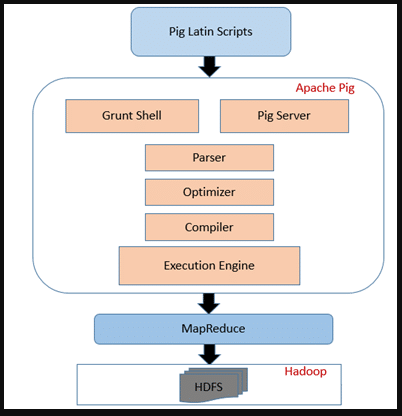 Pig Latin Scripts
Apache Pig
Grunt Shell
Pig Server
Parser
Optimizer
Compiler
Execution Engine
MapReduce
Hadoop
HDFS